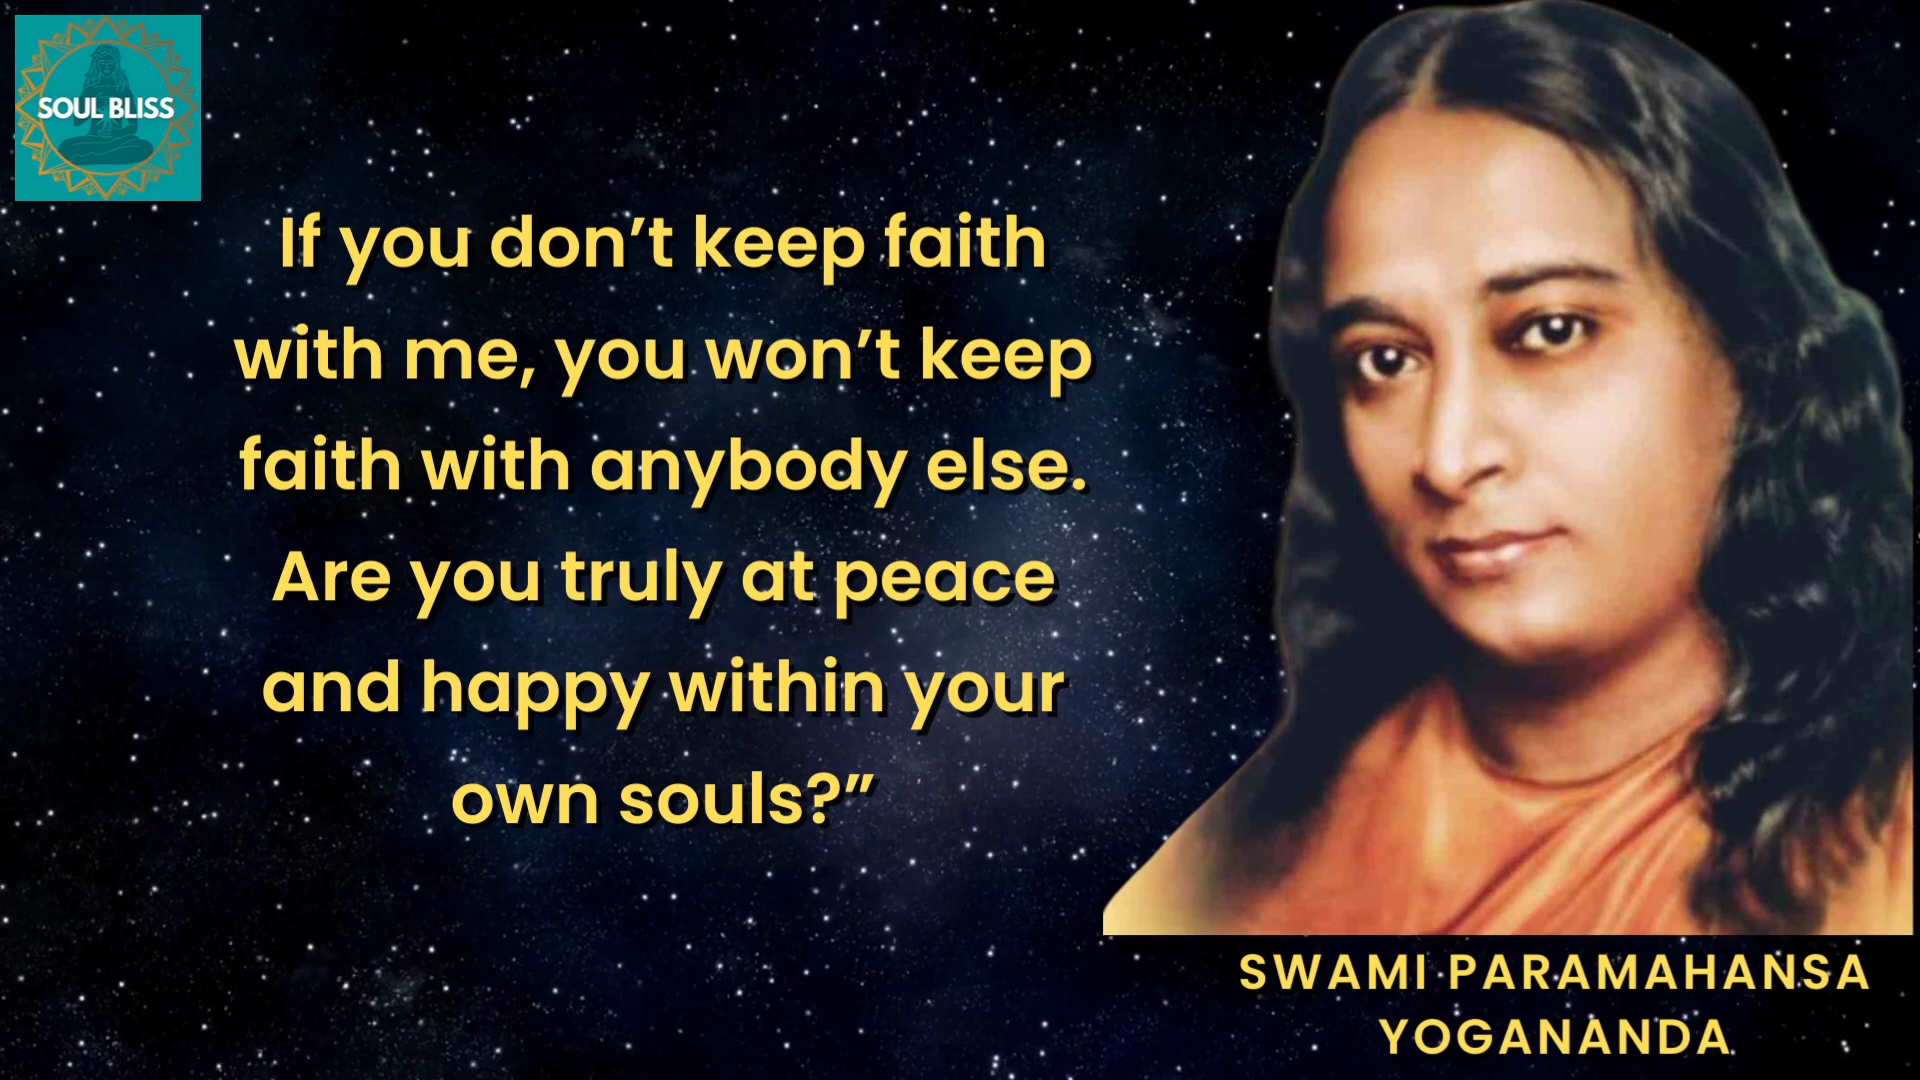 SOUL BLISS
If you don’t keep faith
with me, you won’t keep
faith with anybody else.
Are you truly at peace
and happy within your
own souls?”
SWAMI PARAMAHANSA
YOGANANDA